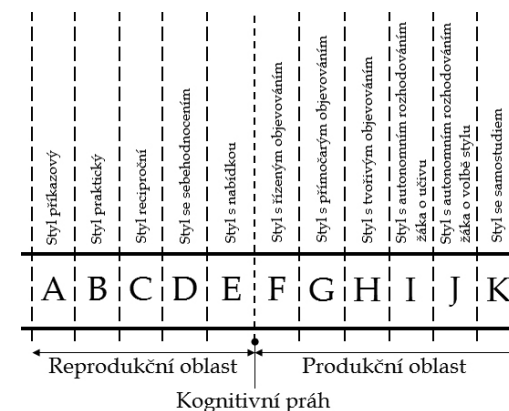 Styl příkazový
Styl praktický
Styl reciproční
Styl se sebehodnocením
Styl s nabídkou
Styl s řízeným objevováním
Styl s přímočarým objevováním
Styl s tvořivým objevováním
Styl s autonomním rozhodováním
žáka o učivu
Styl s autonomním rozhodováním
žáka o volbě stylu
Styl se samostudiem
A B C D E F G H I J K
Reprodukční oblast Produkční oblast
Kognitivní práh